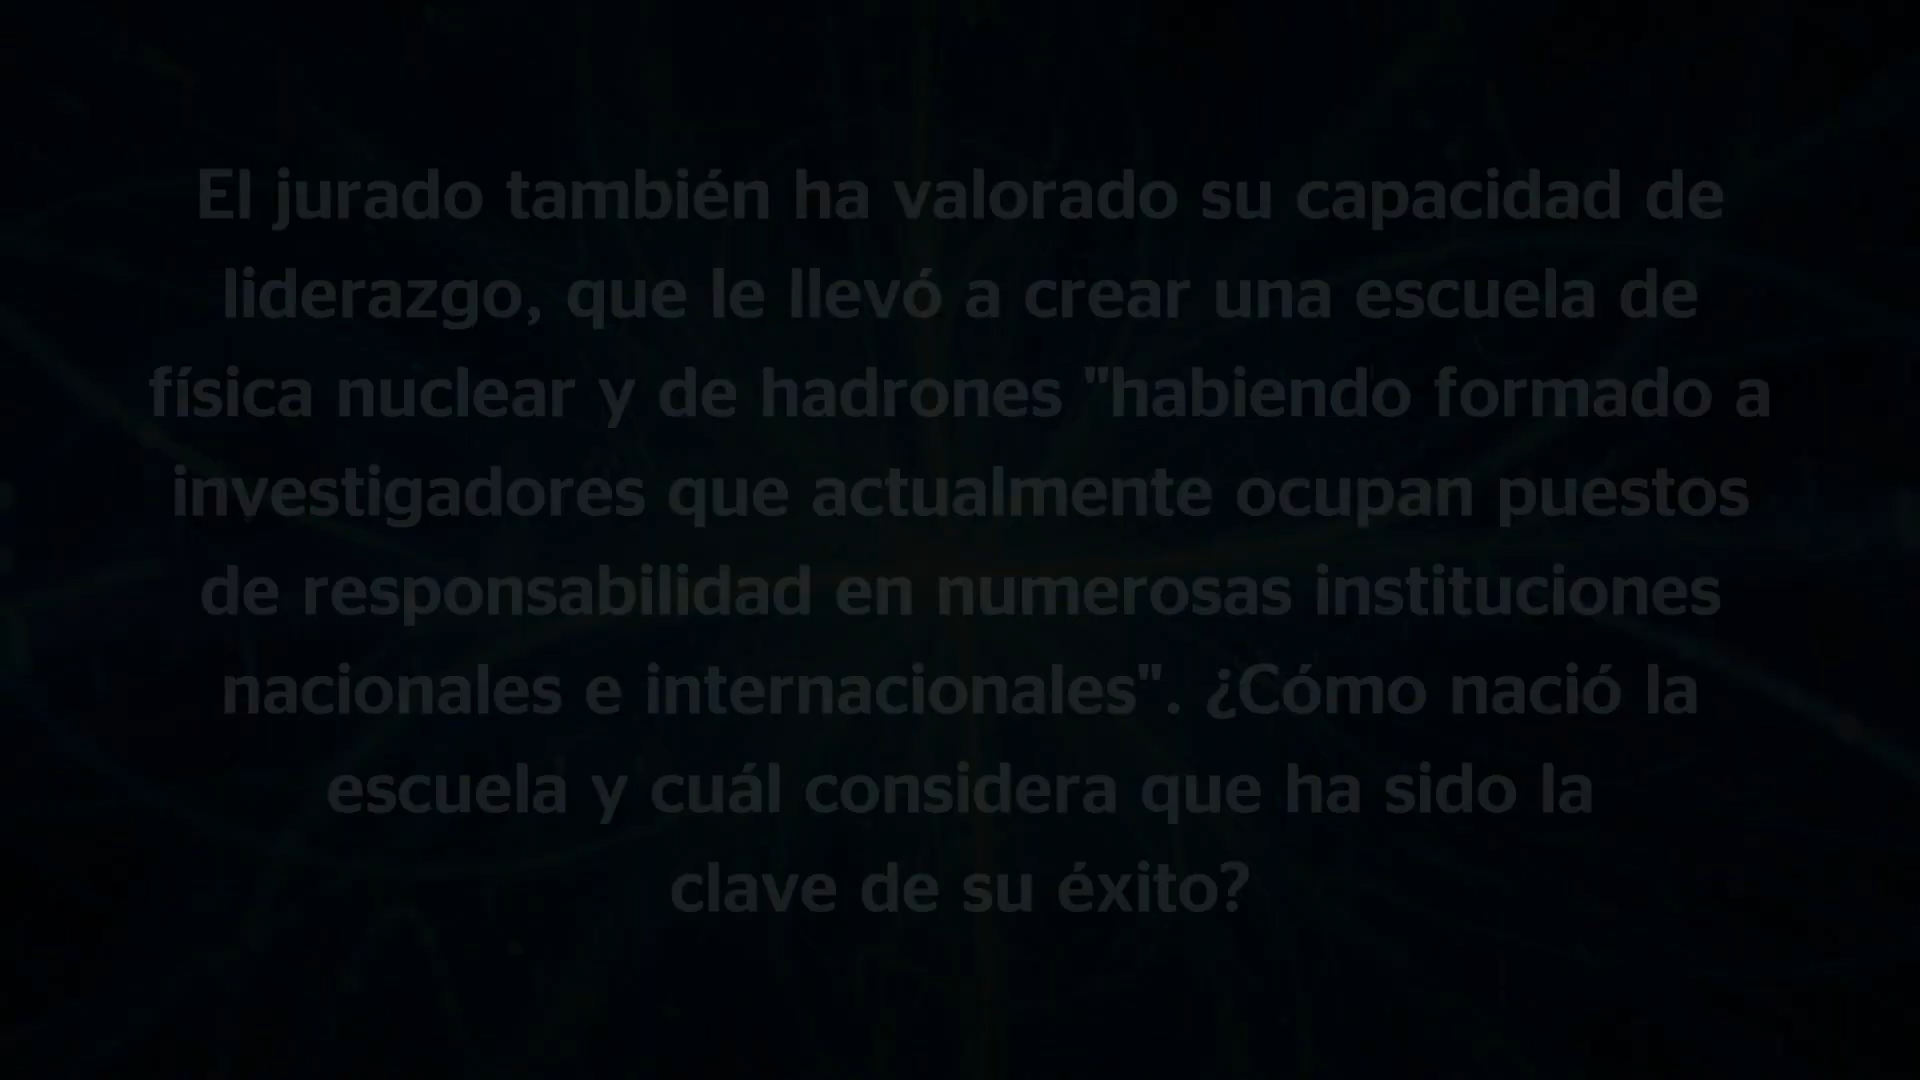 El jurado también ha valorado su capacidad de
liderazgo, que le llevó a crear una escuela de
física nuclear y de hadrones "habiendo formado a
investigadores que actualmente ocupan puestos
de responsabilidad en numerosas instituciones
nacionales e internacionales". ¿Cómo nació la
escuela y cuál considera que ha sido la
clave de su éxito?